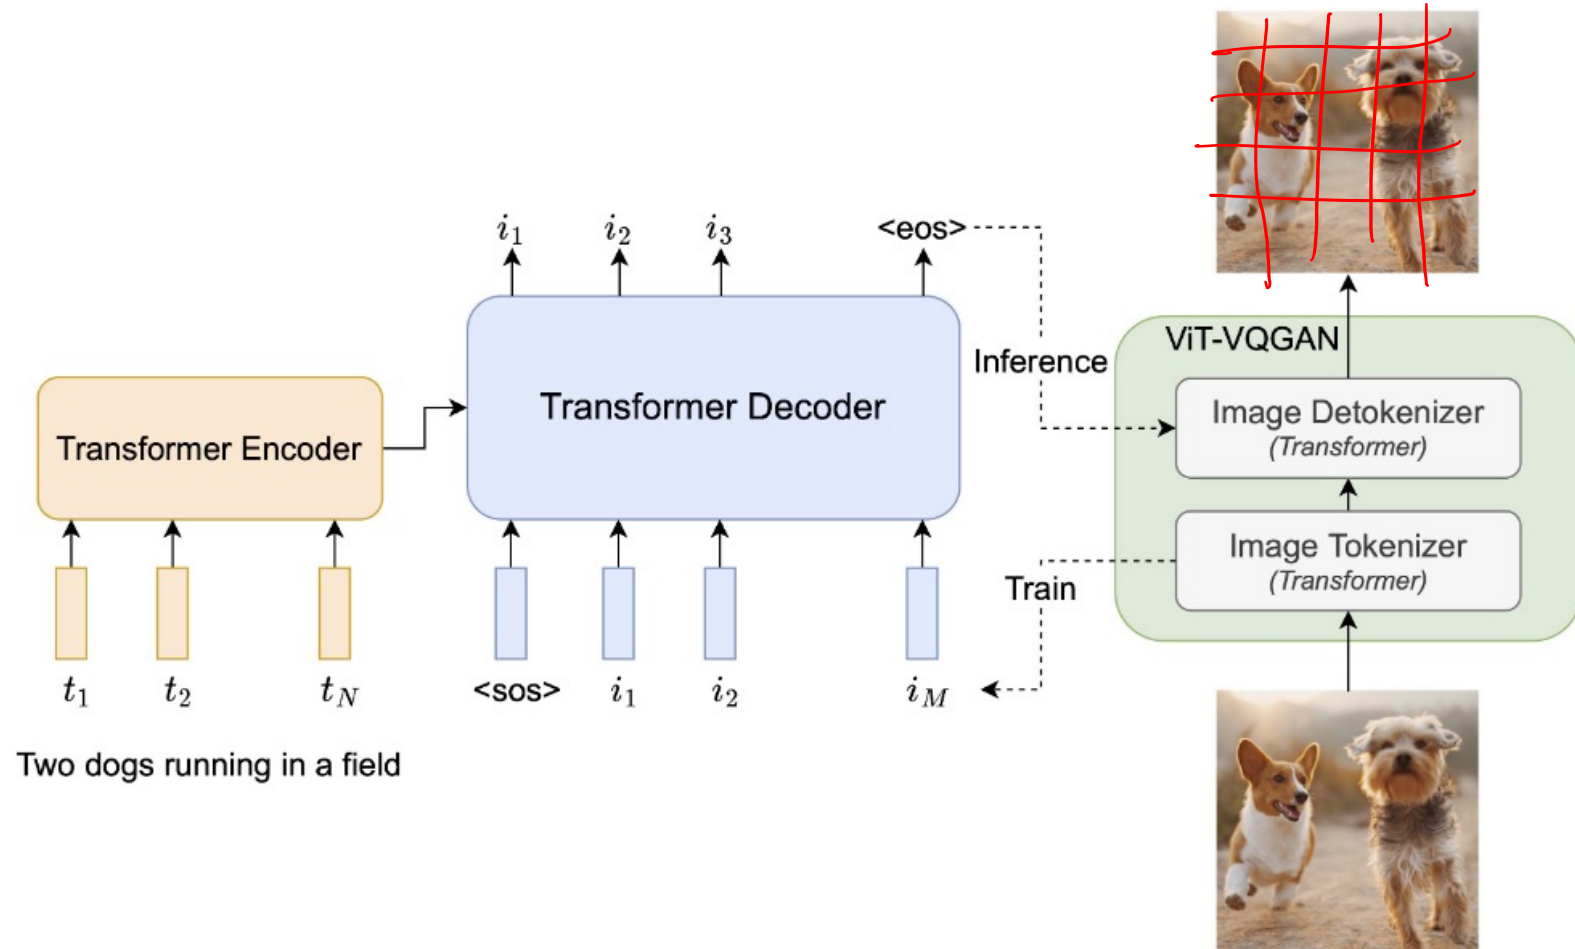 i1 i2 i3 <eos>
ViT-VQGAN
Inference
Image Detokenizer
(Transformer)
Transformer Decoder
Transformer Encoder
Image Tokenizer
(Transformer)
Train
t1 t2 tN <sos> i1 i2 iM
Two dogs running in a field